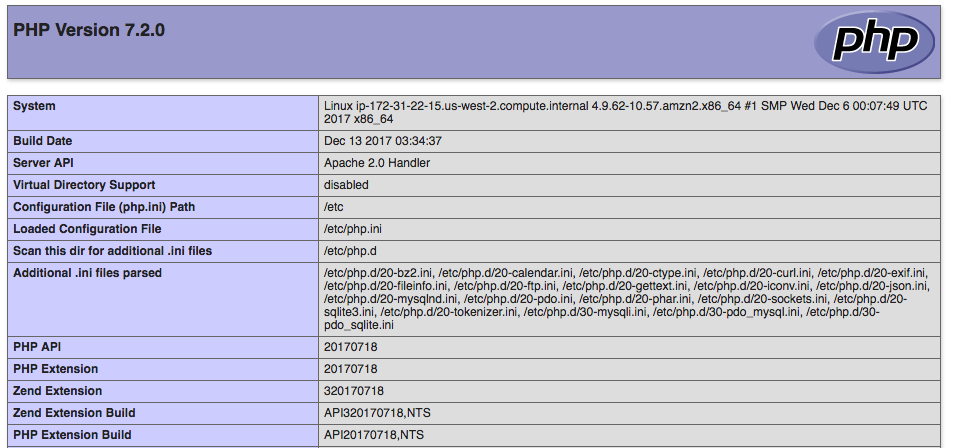 PHP Version 7.2.0
php
System Linux ip-172-31-22-15.us-west-2.compute.internal 4.9.62-10.57.amzn2.x86_64 #1 SMP Wed Dec 6 00:07:49 UTC
2017 x86_64
Build Date Dec 13 2017 03:34:37
Server API Apache 2.0 Handler
Virtual Directory Support disabled
Configuration File (php.ini) Path /etc
Loaded Configuration File /etc/php.ini
Scan this dir for additional .ini files /etc/php.d
Additional .ini files parsed /etc/php.d/20-bz2.ini, /etc/php.d/20-calendar.ini, /etc/php.d/20-ctype.ini, /etc/php.d/20-curl.ini, /etc/php.d/20-exif.ini,
/etc/php.d/20-fileinfo.ini, /etc/php.d/20-ftp.ini, /etc/php.d/20-gettext.ini, /etc/php.d/20-iconv.ini, /etc/php.d/20-json.ini,
/etc/php.d/20-mysqlnd.ini, /etc/php.d/20-pdo.ini, /etc/php.d/20-phar.ini, /etc/php.d/20-sockets.ini, /etc/php.d/20-
sqlite3.ini, /etc/php.d/20-tokenizer.ini, /etc/php.d/30-mysqli.ini, /etc/php.d/30-pdo_mysql.ini, /etc/php.d/30-
pdo_sqlite.ini
PHP API 20170718
PHP Extension 20170718
Zend Extension 320170718
Zend Extension Build API320170718,NTS
PHP Extension Build API20170718,NTS